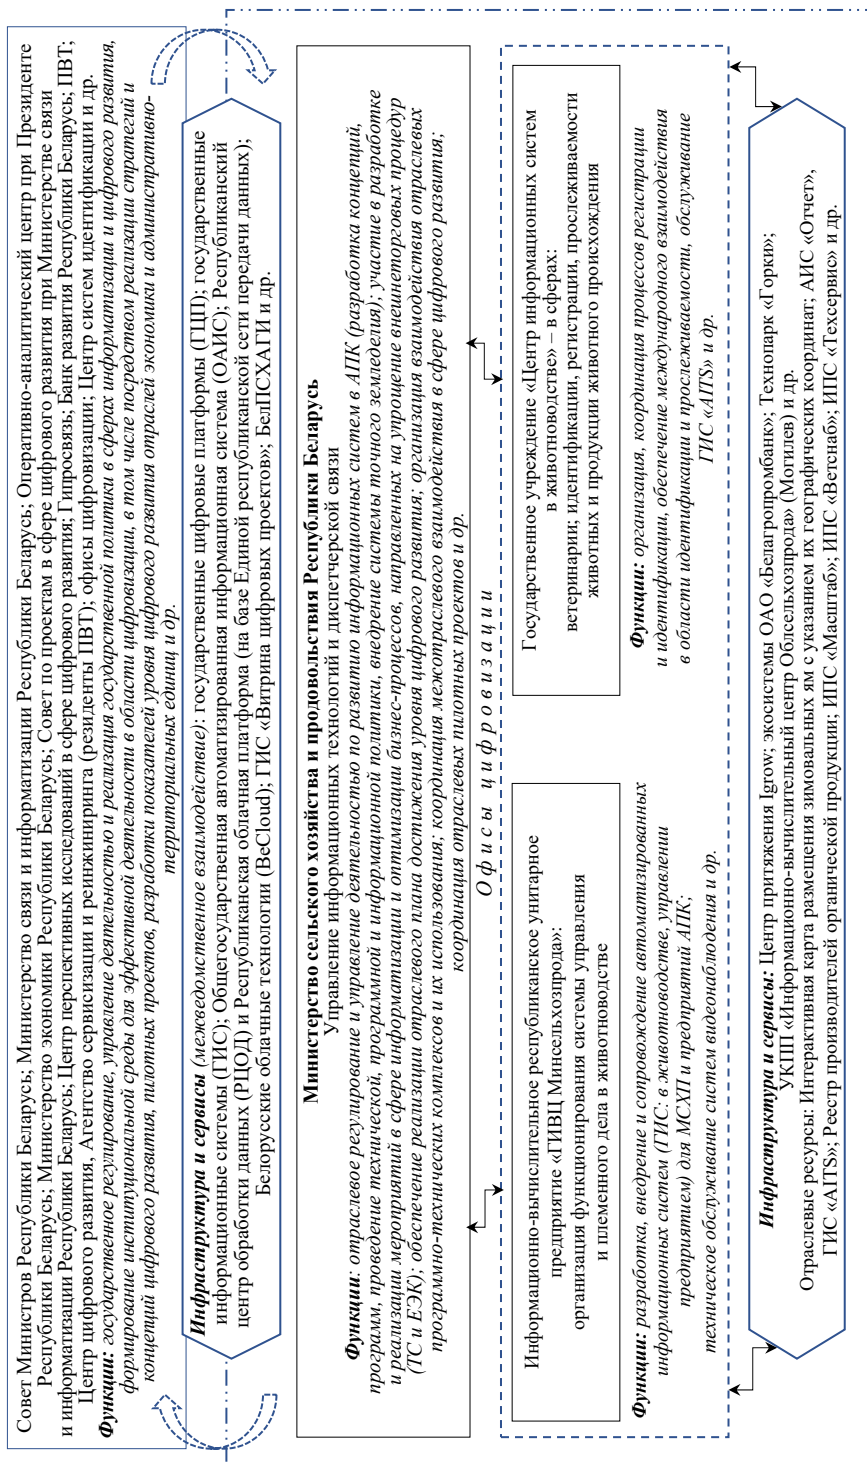 Совет Министров Республики Беларусь; Министерство связи и информатизации Республики Беларусь; Оперативно-аналитический центр при Президенте
Республики Беларусь; Министерство экономики Республики Беларусь; Совет по проектам в сфере цифрового развития при Министерстве связи
и информатизации Республики Беларусь; Центр перспективных исследований в сфере цифрового развития; Гипросвязь; Банк развития Республики Беларусь, ПВТ;
Центр цифрового развития, Агентство сервисизации и реинжиниринга (резиденты ПВТ); офисы цифровизации; Центр систем идентификации и др.
Функции: государственное регулирование, управление деятельностью и реализация государственной политики в сферах информатизации и цифрового развития,
формирование институциональной среды для эффективной деятельности в области цифровизации, в том числе посредством реализации стратегий и
концепций цифрового развития, пилотных проектов, разработки показателей уровня цифрового развития отраслей экономики и административно-
территориальных единиц и др.
Инфраструктура и сервисы (межведомственное взаимодействие): государственные цифровые платформы (ГЦП); государственные
информационные системы (ГИС); Общегосударственная автоматизированная информационная система (ОАИС); Республиканский
центр обработки данных (РЦОД) и Республиканская облачная платформа (на базе Единой республиканской сети передачи данных);
Белорусские облачные технологии (BeCloud); ГИС «Витрина цифровых проектов»; БелПСХАГИ и др.
Министерство сельского хозяйства и продовольствия Республики Беларусь
Управление информационных технологий и диспетчерской связи
Функции: отраслевое регулирование и управление деятельностью по развитию информационных систем в АПК (разработка концепций,
программ, проведение технической, программной и информационной политики, внедрение системы точного земледелия); участие в разработке
и реализации мероприятий в сфере информатизации и оптимизации бизнес-процессов, направленных на упрощение внешнеторговых процедур
(ТС и ЕЭК); обеспечение реализации отраслевого плана достижения уровня цифрового развития; организация взаимодействия отраслевых
программно-технических комплексов и их использования; координация межотраслевого взаимодействия в сфере цифрового развития;
координация отраслевых пилотных проектов и др.
Офисы цифровизации
Информационно-вычислительное республиканское унитарное
предприятие «ГИВЦ Минсельхозпрода»:
организация функционирования системы управления
и племенного дела в животноводстве
Функции: разработка, внедрение и сопровождение автоматизированных
информационных систем (ГИС: в животноводстве, управлении
предприятием) для МСХП и предприятий АПК;
техническое обслуживание систем видеонаблюдения и др.
Государственное учреждение «Центр информационных систем
в животноводстве» – в сферах:
ветеринарии; идентификации, регистрации, прослеживаемости
животных и продукции животного происхождения
Функции: организация, координация процессов регистрации
и идентификации, обеспечение международного взаимодействия
в области идентификации и прослеживаемости, обслуживание
ГИС «AITS» и др.
Инфраструктура и сервисы: Центр притяжения Igrow; экосистемы ОАО «Белагропромбанк»; Технопарк «Горки»;
УКПП «Информационно-вычислительный центр Облсельхозпрода» (Могилев) и др.
Отраслевые ресурсы: Интерактивная карта размещения зимовальных ям с указанием их географических координат; АИС «Отчет»,
ГИС «AITS»; Реестр производителей органической продукции; ИПС «Масштаб»; ИПС «Ветснаб»; ИПС «Техсервис» и др.